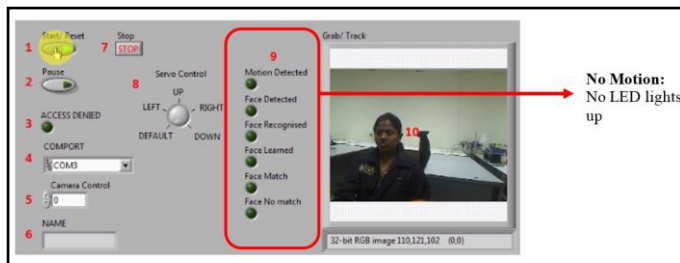 Start/ Reset
1
Stop
7 STOP
Pause
2
8
Servo Control
UP
LEFT
RIGHT
DEFAULT
DOWN
3
ACCESS DENIED
COMPORT
4
COM3
Camera Control
5
0
NAME
6
9
Motion Detected
Face Detected
Face Recognised
Face Learned
Face Match
Face No match
Grab/ Track
10
32-bit RGB image 110,121,102 (0,0)
No Motion:
No LED lights
up